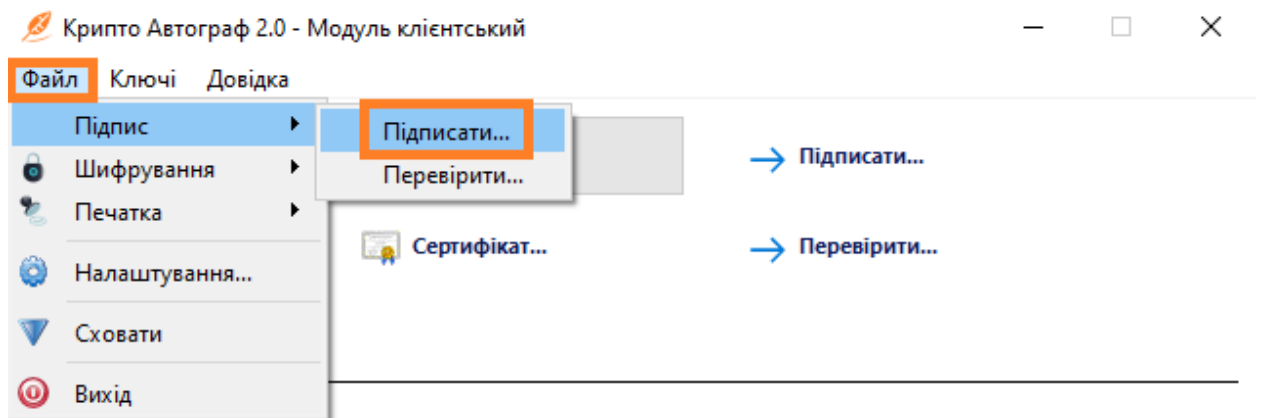 Крипто Автограф 2.0 - Модуль клієнтський
Файл Ключі Довідка
Підпис Підписати... Підписати...
Шифрування Перевірити...
Печатка
Сертифікат... Перевірити...
Налаштування...
Сховати
Вихід